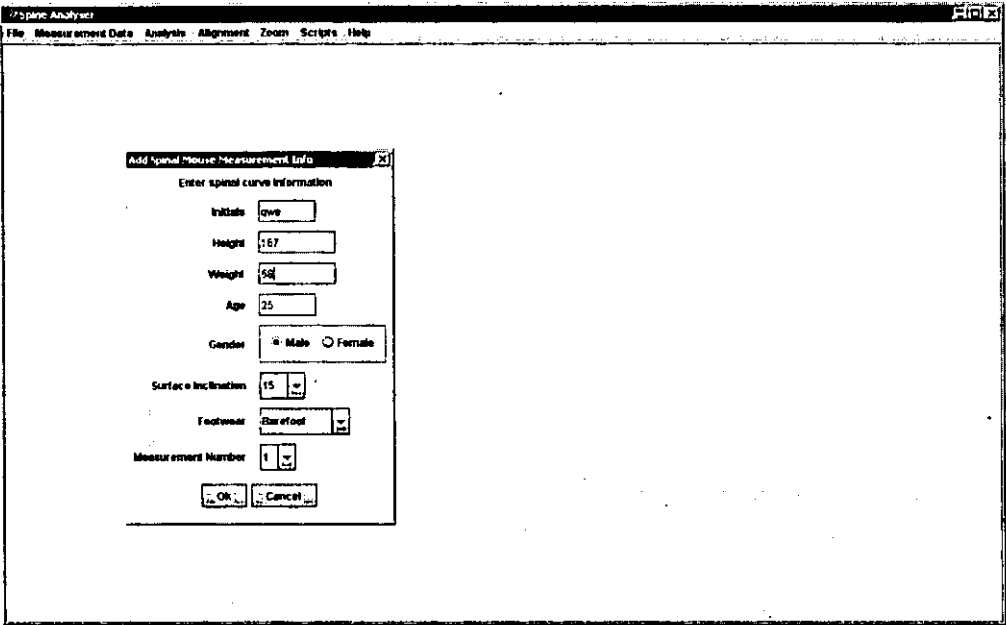 Spine Analyser
File Measurement Data Analysis Alignment Zoom Scripts Help
Add Spinal Mouse Measurement Info
Enter spinal curve information
Initials qwe
Height 167
Weight 58
Age 25
Gender Male Female
Surface Inclination 15
Footwear Barefoot
Measurement Number 1
Ok Cancel